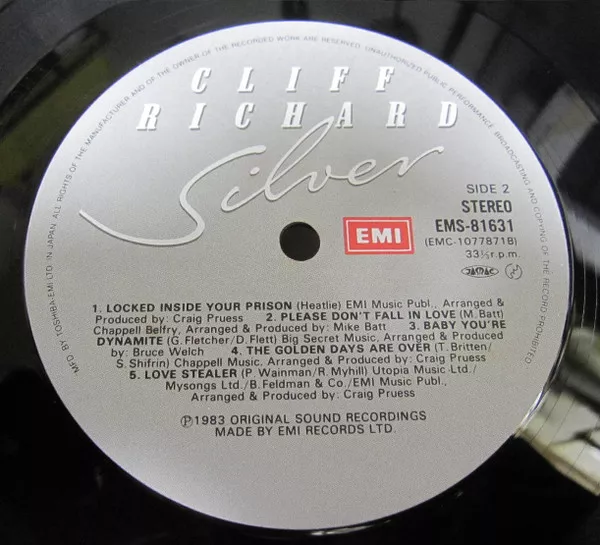 MFD BY TOSHIBA-EMI LTD. IN JAPAN. ALL RIGHTS OF THE MANUFACTURER AND OF THE OWNER OF THE RECORDED WORK ARE RESERVED. UNAUTHORIZED PUBLIC PERFORMANCE, BROADCASTING AND COPYING OF THE RECORD PROHIBITED
CLIFF
RICHARD
Silver
SIDE 2
STEREO
EMS-81631
(EMC-1077871B)
33⅓ r.p.m.
EMI
JASRAC
1. LOCKED INSIDE YOUR PRISON (Heatlie) EMI Music Publ., Arranged &
Produced by: Craig Pruess 2. PLEASE DON'T FALL IN LOVE (M. Batt)
Chappell Belfry, Arranged & Produced by: Mike Batt 3. BABY YOU'RE
DYNAMITE (G. Fletcher/D. Flett) Big Secret Music, Arranged & Produced
by: Bruce Welch 4. THE GOLDEN DAYS ARE OVER (T. Britten/
S. Shifrin) Chappell Music, Arranged & Produced by: Craig Pruess
5. LOVE STEALER (P. Wainman/R. Myhill) Utopia Music Ltd./
Mysongs Ltd./B. Feldman & Co./EMI Music Publ.,
Arranged & Produced by: Craig Pruess
Ⓟ1983 ORIGINAL SOUND RECORDINGS
MADE BY EMI RECORDS LTD.